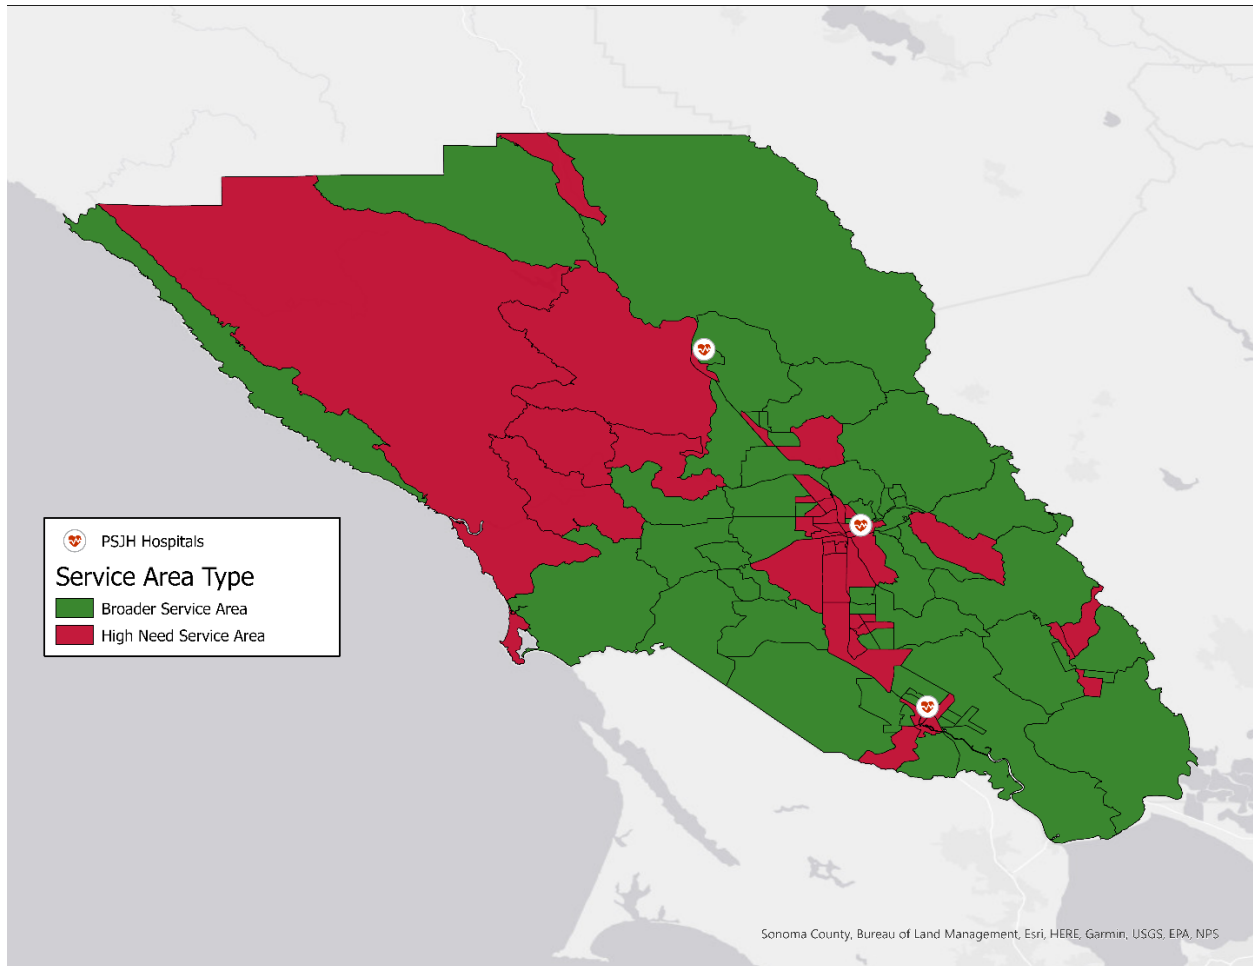 PSJH Hospitals
Service Area Type
Broader Service Area
High Need Service Area
Sonoma County, Bureau of Land Management, Esri, HERE, Garmin, USGS, EPA, NPS